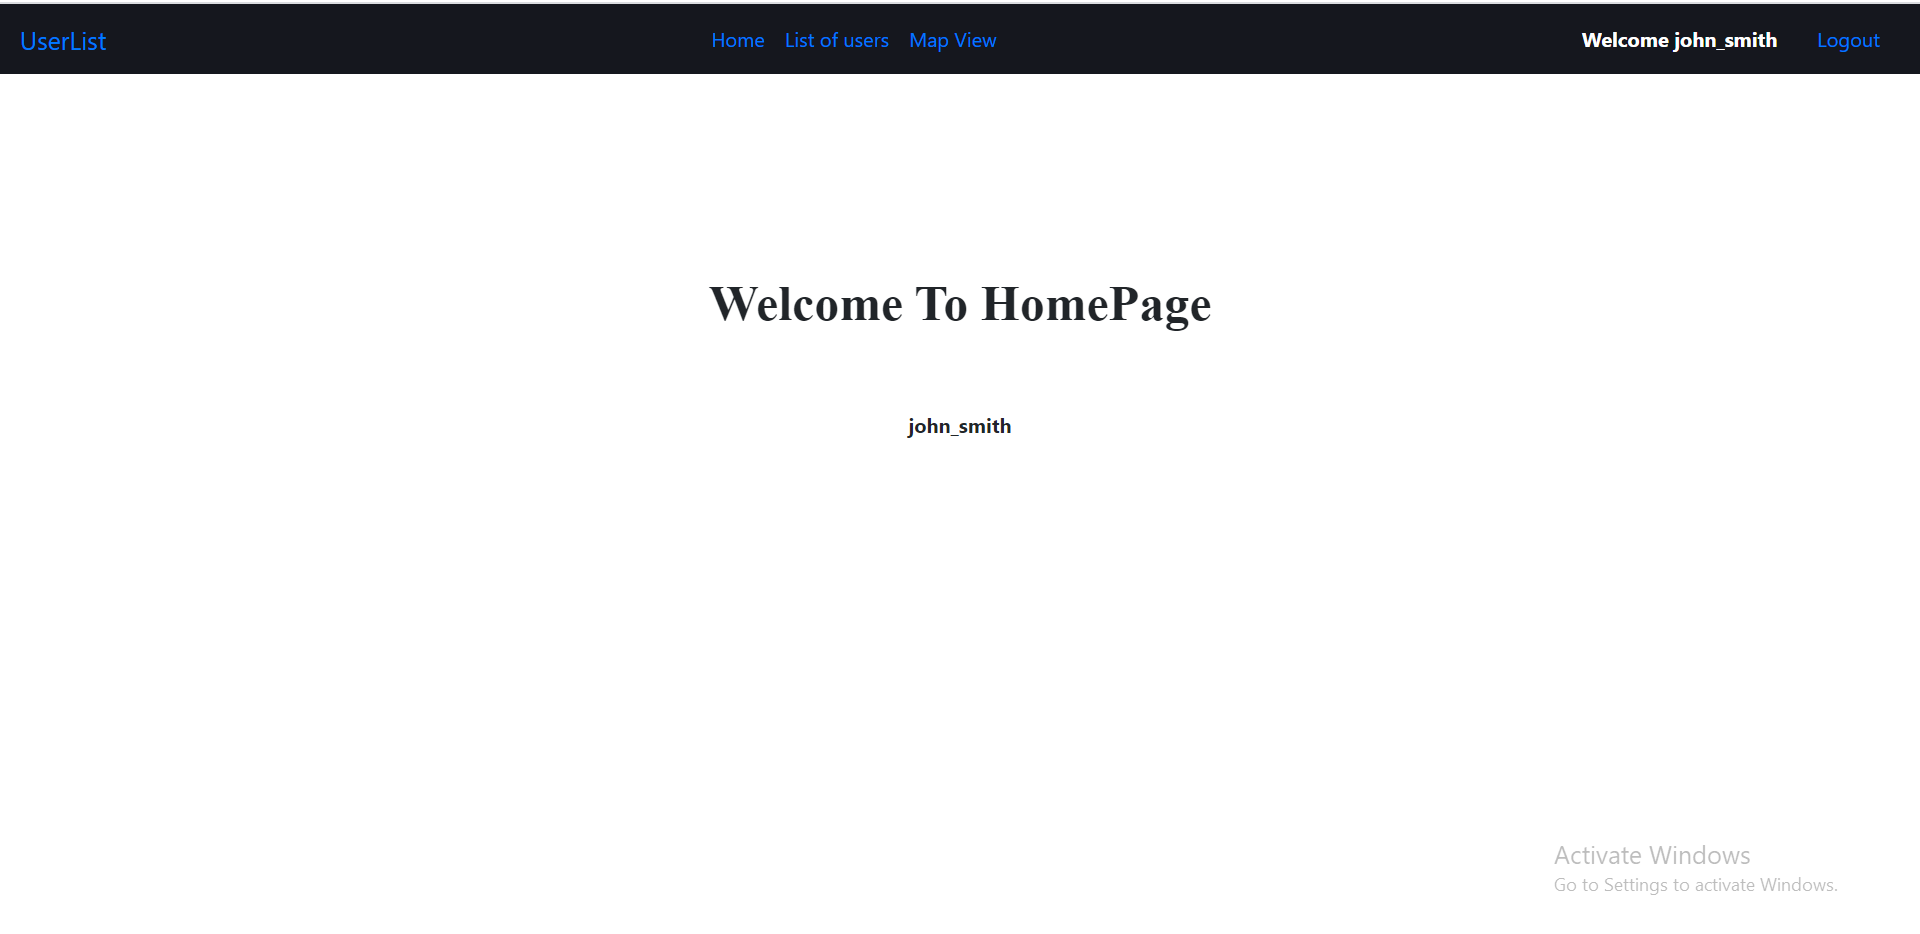 UserList Home List of users Map View Welcome john_smith Logout
Welcome To HomePage
john_smith
Activate Windows
Go to Settings to activate Windows.